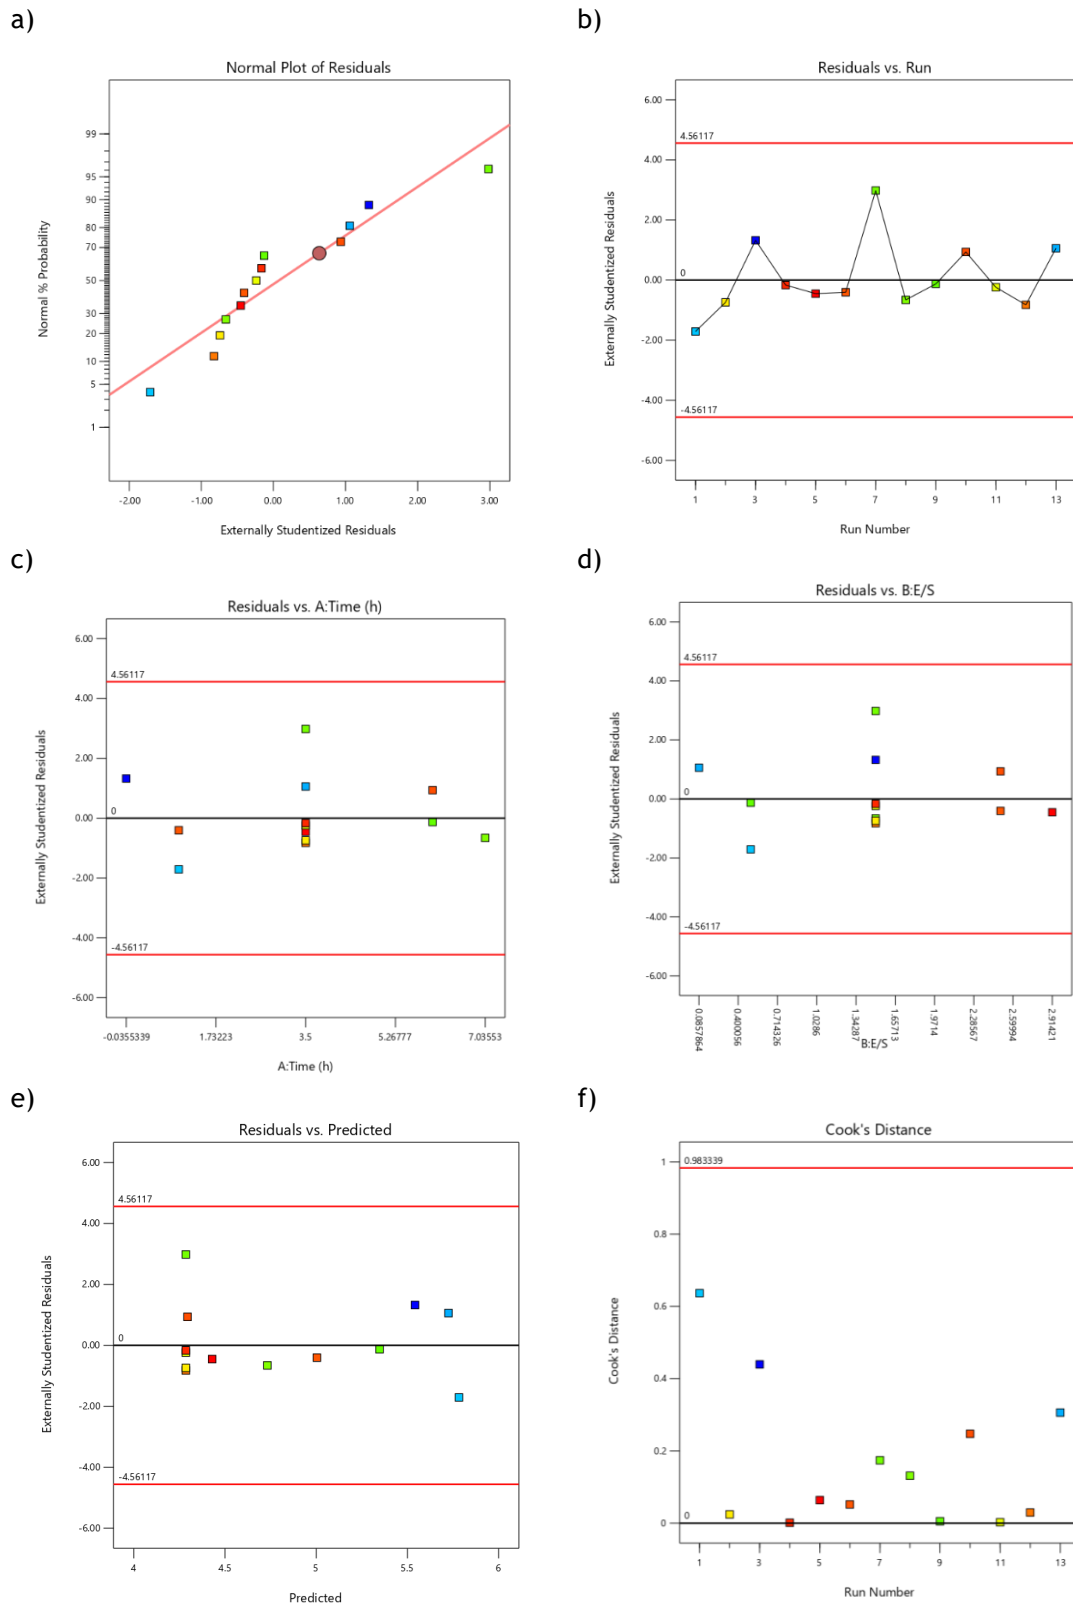 a)
Normal Plot of Residuals
Normal % Probability
99
95
90
80
70
50
30
20
10
5
1
-2.00 -1.00 0.00 1.00 2.00 3.00
Externally Studentized Residuals
b)
Residuals vs. Run
Externally Studentized Residuals
6.00
4.56117
4.00
2.00
0
0.00
-2.00
-4.00
-4.56117
-6.00
1 3 5 7 9 11 13
Run Number
c)
Residuals vs. A:Time (h)
Externally Studentized Residuals
6.00
4.56117
4.00
2.00
0
0.00
-2.00
-4.00
-4.56117
-6.00
-0.0355339 1.73223 3.5 5.26777 7.03553
A:Time (h)
d)
Residuals vs. B:E/S
Externally Studentized Residuals
6.00
4.56117
4.00
2.00
0
0.00
-2.00
-4.00
-4.56117
-6.00
0.0857864 0.400056 0.714326 1.0286 1.34287 1.65713 1.9714 2.28567 2.59994 2.91421
B:E/S
e)
Residuals vs. Predicted
Externally Studentized Residuals
6.00
4.56117
4.00
2.00
0
0.00
-2.00
-4.00
-4.56117
-6.00
4 4.5 5 5.5 6
Predicted
f)
Cook's Distance
Cook's Distance
1
0.983339
0.8
0.6
0.4
0.2
0
0
1 3 5 7 9 11 13
Run Number